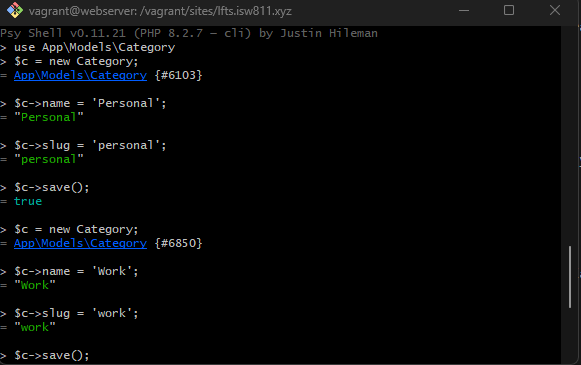 vagrant@webserver: /vagrant/sites/lfts.isw811.xyz
Psy Shell v0.11.21 (PHP 8.2.7 — cli) by Justin Hileman
> use App\Models\Category
> $c = new Category;
= App\Models\Category {#6103}
> $c->name = 'Personal';
= "Personal"
> $c->slug = 'personal';
= "personal"
> $c->save();
= true
> $c = new Category;
= App\Models\Category {#6850}
> $c->name = 'Work';
= "Work"
> $c->slug = 'work';
= "work"
> $c->save();